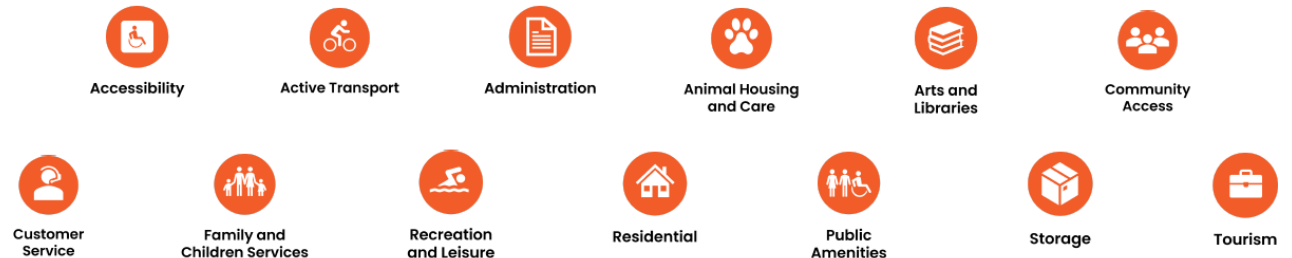 Accessibility
Active Transport
Administration
Animal Housing
and Care
Arts and
Libraries
Community
Access
Customer
Service
Family and
Children Services
Recreation
and Leisure
Residential
Public
Amenities
Storage
Tourism